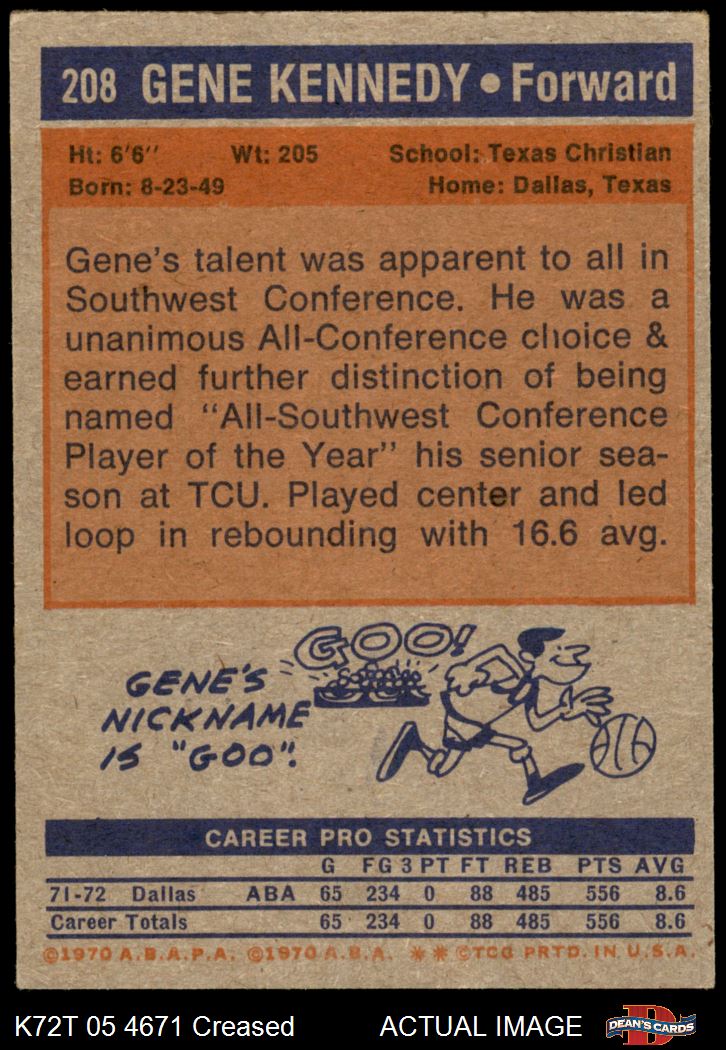 208 GENE KENNEDY • Forward
Ht: 6'6" Wt: 205 School: Texas Christian
Born: 8-23-49 Home: Dallas, Texas
Gene's talent was apparent to all in
Southwest Conference. He was a
unanimous All-Conference choice &
earned further distinction of being
named "All-Southwest Conference
Player of the Year" his senior sea-
son at TCU. Played center and led
loop in rebounding with 16.6 avg.
GOO!
GENE'S
NICKNAME
IS "GOO".
CAREER PRO STATISTICS
G FG 3 PT FT REB PTS AVG
71-72 Dallas ABA 65 234 0 88 485 556 8.6
Career Totals 65 234 0 88 485 556 8.6
©1970 A.B.A.P.A. ©1970 A.B.A. ** ©TCG PRTD. IN U.S.A.
K72T 05 4671 Creased ACTUAL IMAGE D DEAN'S CARDS